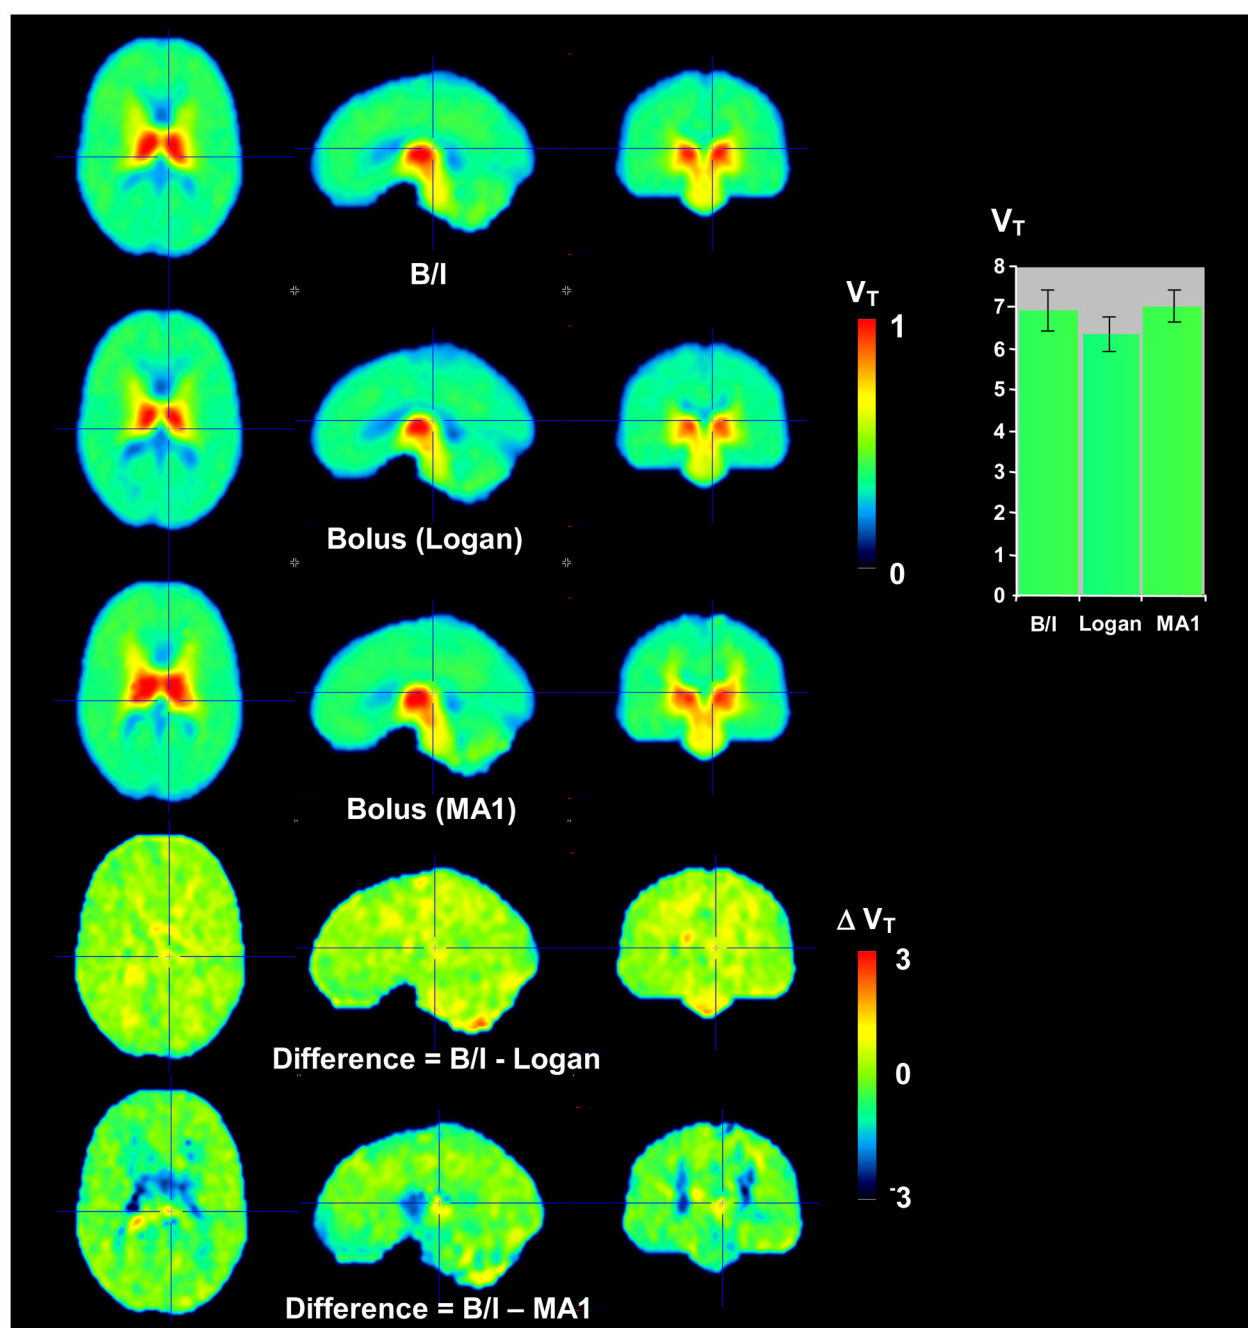 B/I
Bolus (Logan)
Bolus (MA1)
Difference = B/I - Logan
Difference = B/I – MA1
VT
1
0
Δ VT
3
0
-3
VT
8
7
6
5
4
3
2
1
0
B/I Logan MA1